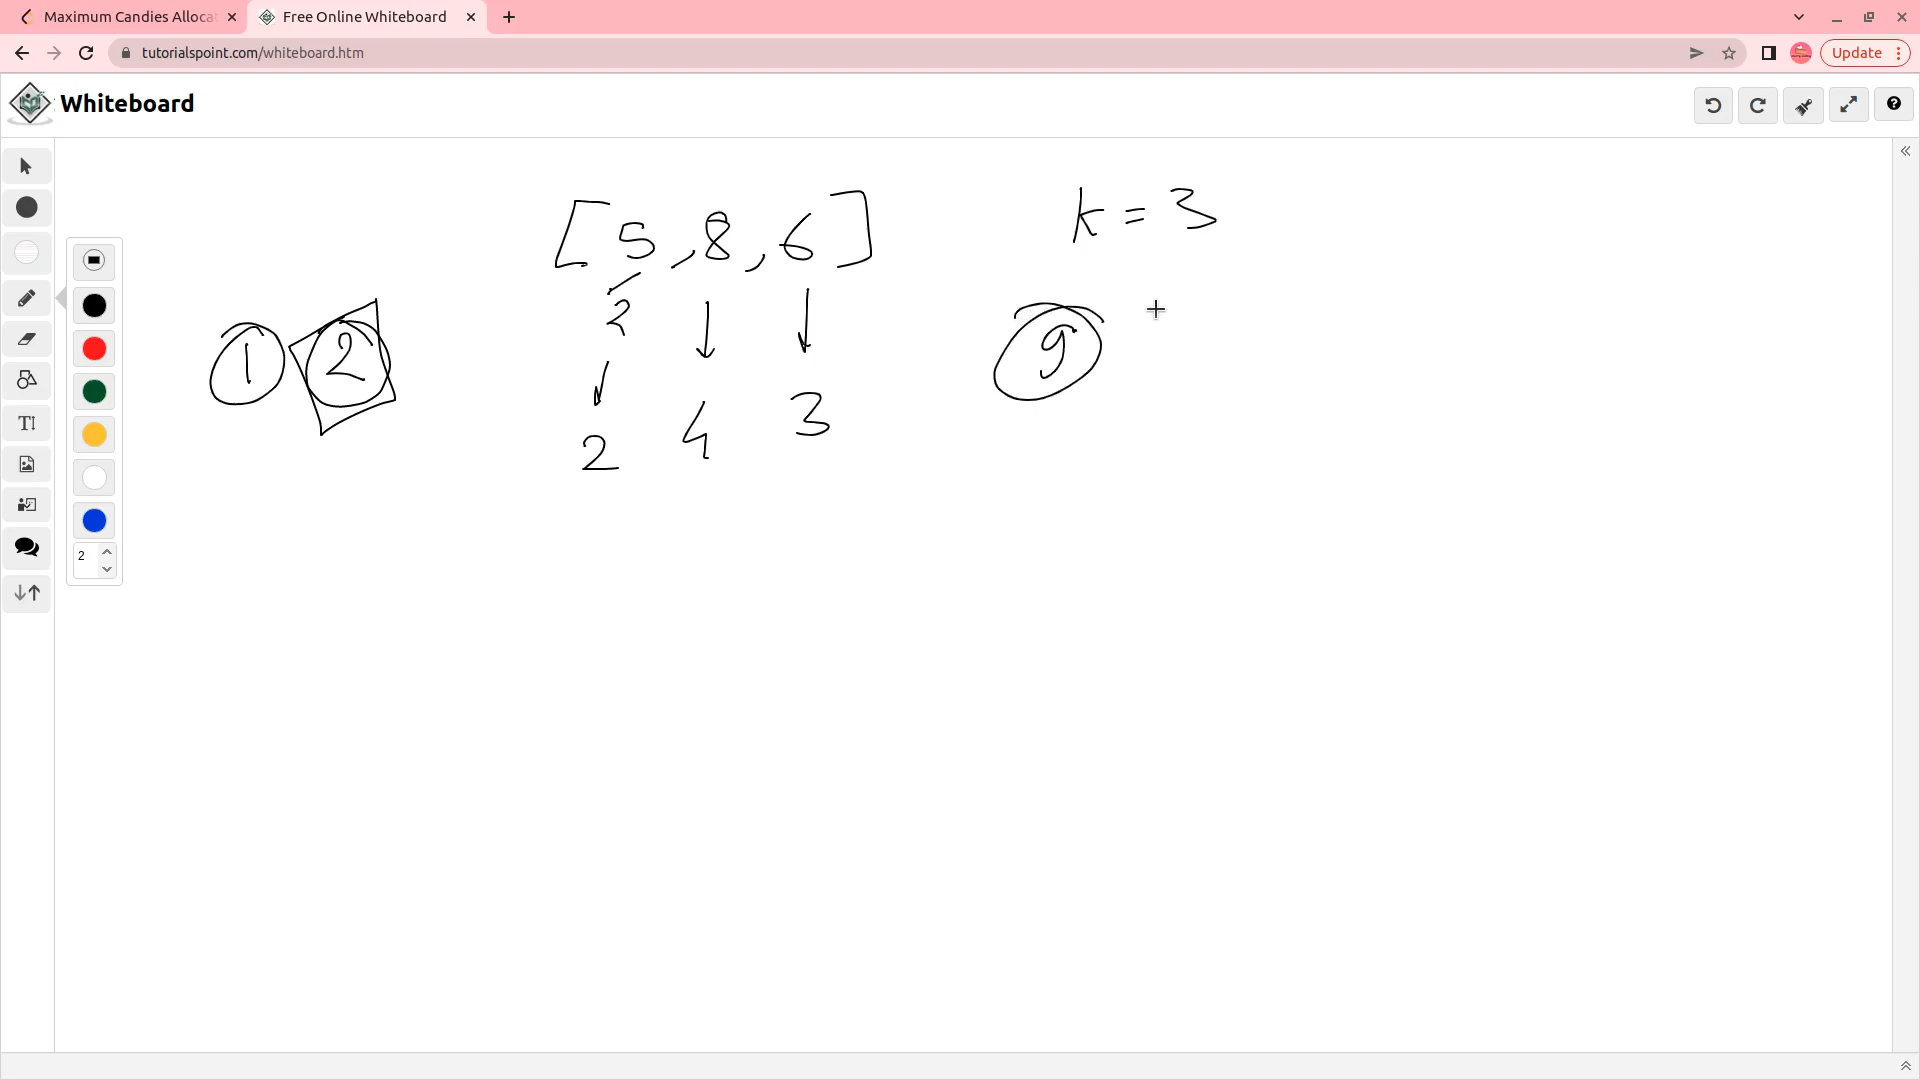 Maximum Candies Alloca
Free Online Whiteboard
tutorialspoint.com/whiteboard.htm
Update
Whiteboard
[5, 8, 6]
k = 3
2
1
2
9
2
4
3
T
2